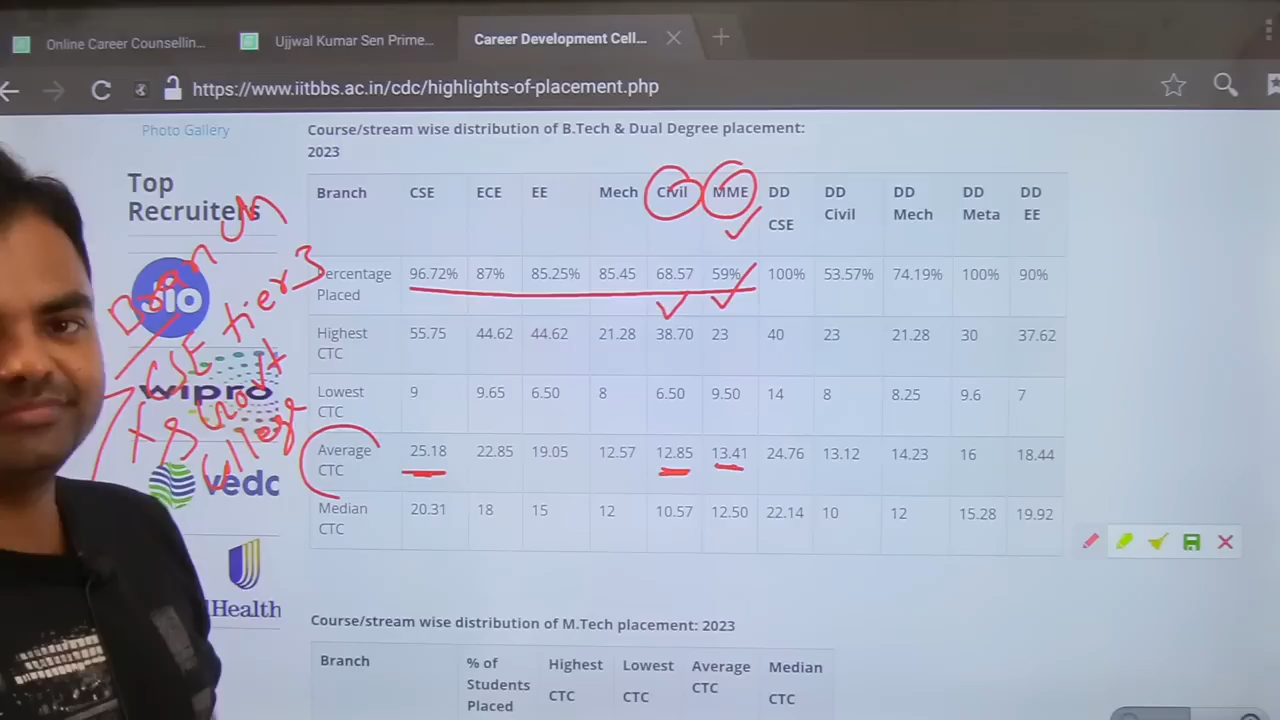 Online Career Counsellin...
Ujjwal Kumar Sen Prime...
Career Development Cell...
https://www.iitbbs.ac.in/cdc/highlights-of-placement.php
Photo Gallery
Top
Recruiters
Jio
wipro
vedc
Health
Course/stream wise distribution of B.Tech & Dual Degree placement:
2023
Branch CSE ECE EE Mech Civil MME DD CSE DD Civil DD Mech DD Meta DD EE
Percentage Placed 96.72% 87% 85.25% 85.45 68.57 59% 100% 53.57% 74.19% 100% 90%
Highest CTC 55.75 44.62 44.62 21.28 38.70 23 40 23 21.28 30 37.62
Lowest CTC 9 9.65 6.50 8 6.50 9.50 14 8 8.25 9.6 7
Average CTC 25.18 22.85 19.05 12.57 12.85 13.41 24.76 13.12 14.23 16 18.44
Median CTC 20.31 18 15 12 10.57 12.50 22.14 10 12 15.28 19.92
CSE tier 3
Course/stream wise distribution of M.Tech placement: 2023
Branch % of Students Placed Highest CTC Lowest CTC Average CTC Median CTC